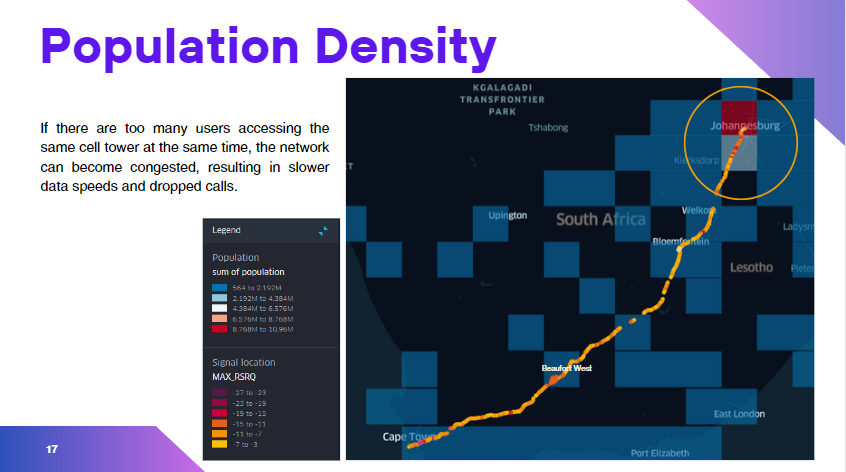 Population Density
If there are too many users accessing the
same cell tower at the same time, the network
can become congested, resulting in slower
data speeds and dropped calls.
Legend
Population
sum of population
564 to 2.192M
2.192M to 4.384M
4.384M to 6.576M
6.576M to 8.768M
8.768M to 10.96M
Signal location
MAX_RSRQ
-27 to -23
-23 to -19
-19 to -15
-15 to -11
-11 to -7
-7 to -3
KGALAGADI
TRANSFRONTIER
PARK
Tshabong
Johannesburg
Klerksdorp
T
Upington
South Africa
Welkom
Ladysm
Bloemfontein
Lesotho
Pieter
Beaufort West
East London
Cape Town
Port Elizabeth
17